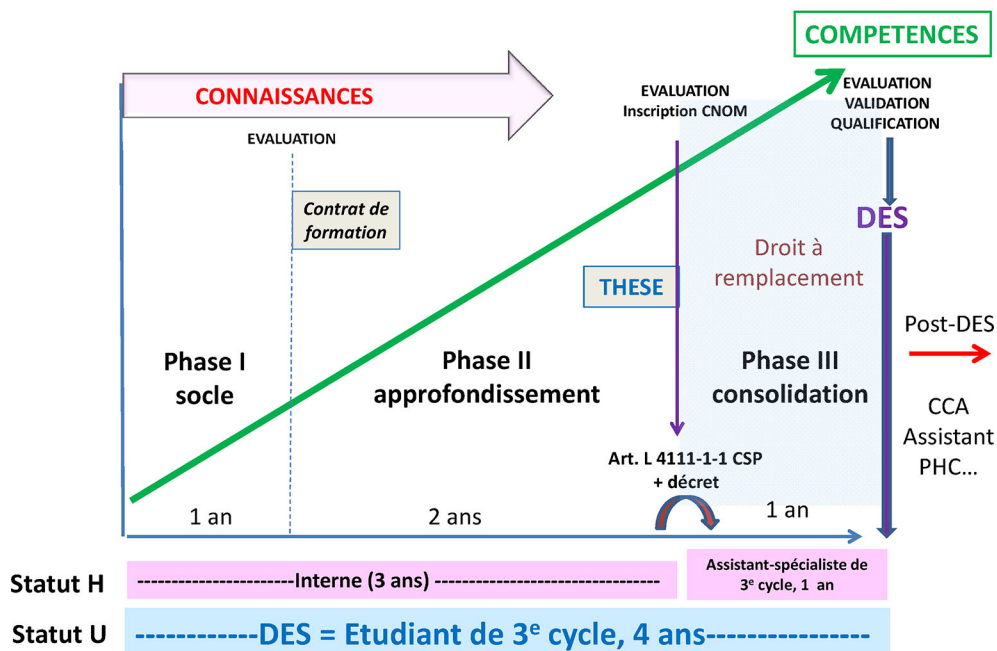 COMPETENCES
CONNAISSANCES
EVALUATION
EVALUATION
Inscription CNOM
EVALUATION
VALIDATION
QUALIFICATION
Contrat de
formation
DES
Droit à
remplacement
THESE
Post-DES
Phase I
socle
Phase II
approfondissement
Phase III
consolidation
CCA
Assistant
PHC...
Art. L 4111-1-1 CSP
+ décret
1 an
2 ans
1 an
Statut H
----------------------Interne (3 ans) -------------------------------
Assistant-spécialiste de
3e cycle, 1 an
Statut U
------------DES = Etudiant de 3e cycle, 4 ans----------------